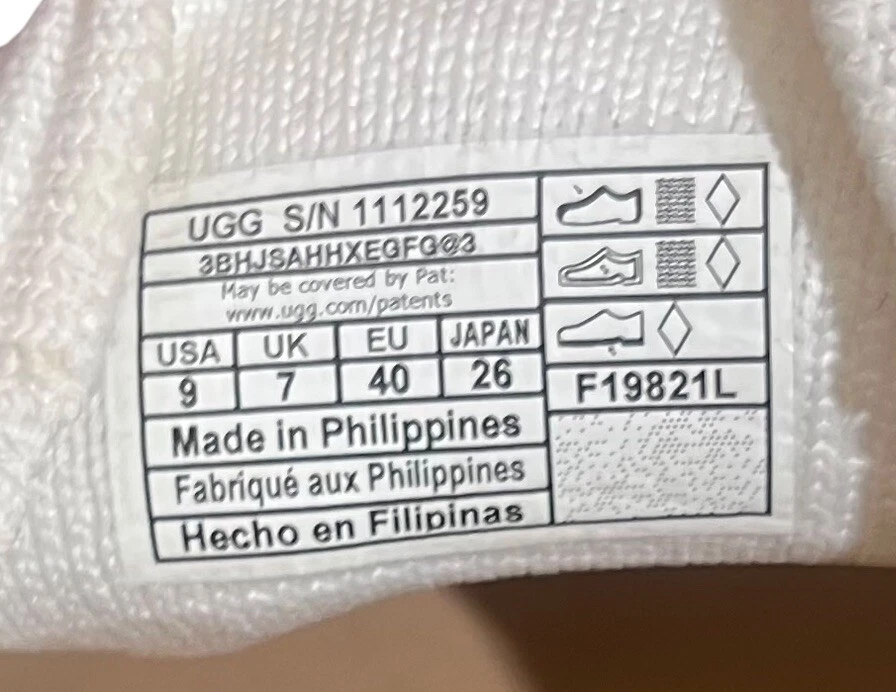 UGG S/N 1112259
3BHJSAHHXEGFG@3
May be covered by Pat:
www.ugg.com/patents
USA UK EU JAPAN
9 7 40 26
Made in Philippines
Fabriqué aux Philippines
Hecho en Filipinas
F19821L